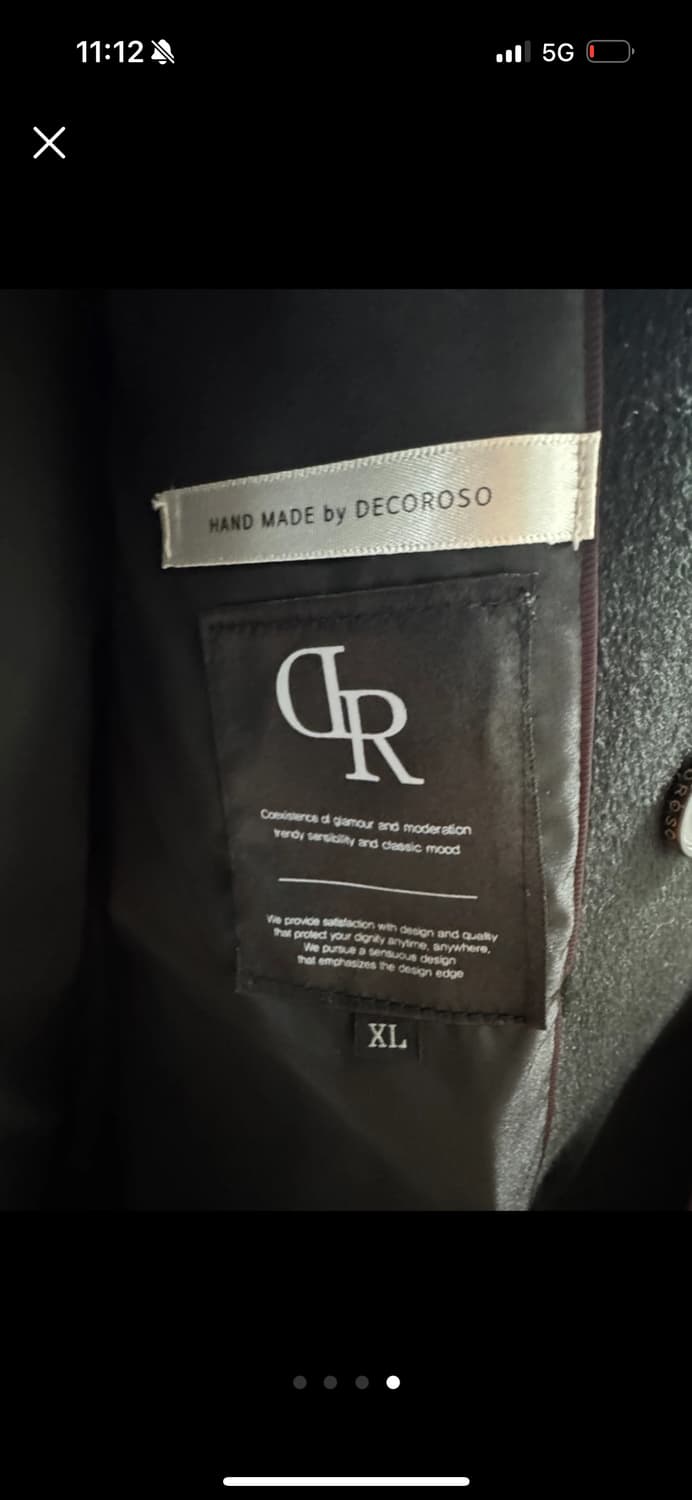 11:12
5G
HAND MADE by DECOROSO
DR
Coexistence of glamour and moderation
trendy sensibility and classic mood
We provide satisfaction with design and quality
that protect your dignity anytime, anywhere.
We pursue a sensuous design
that emphasizes the design edge
XL